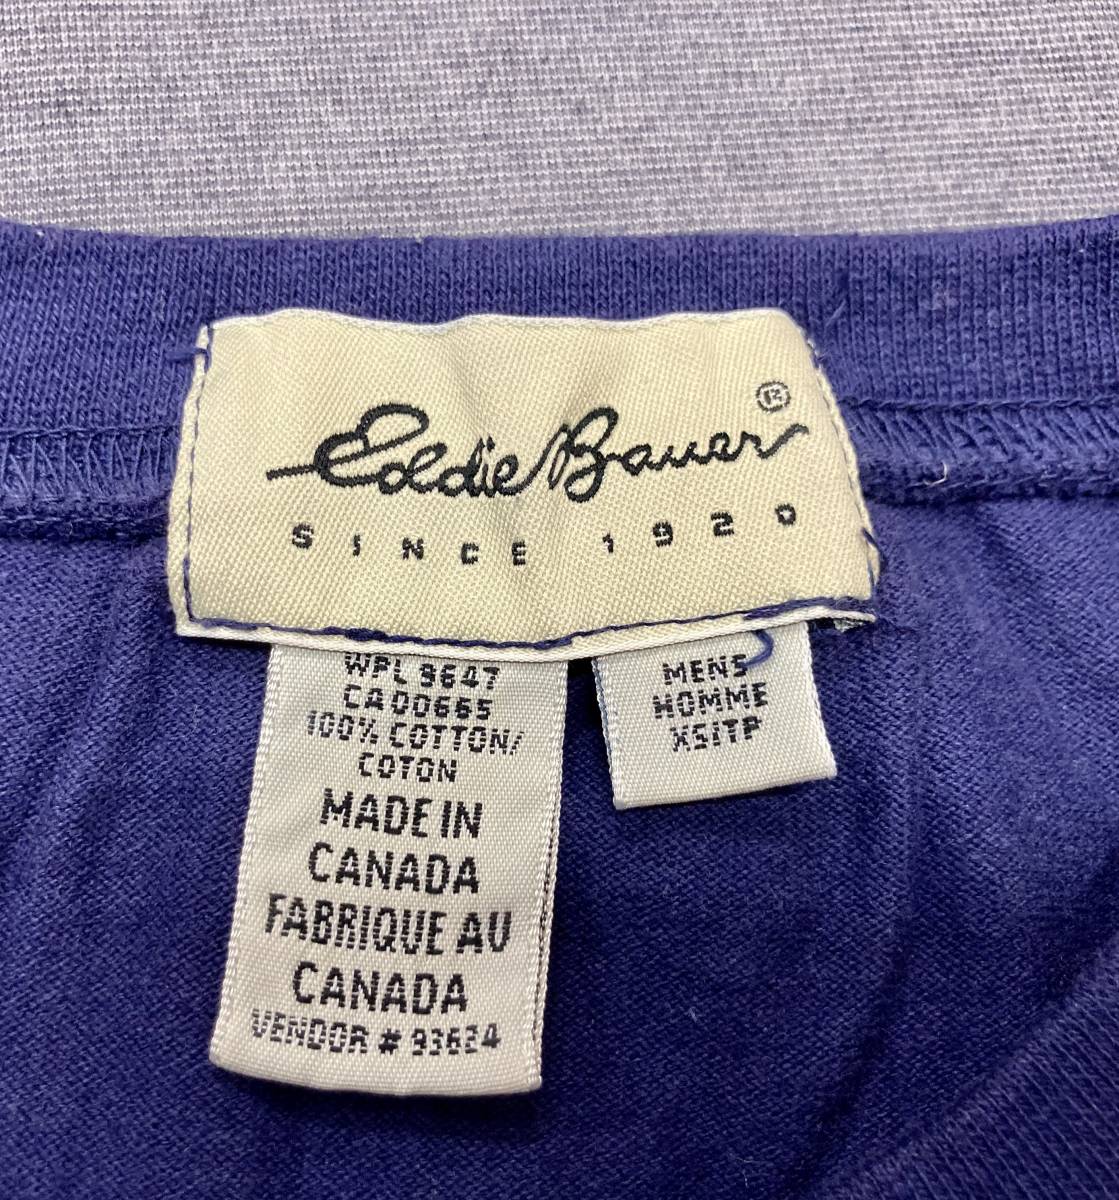 Eddie Bauer®
SINCE 1920
WPL 9647
CA00665
100% COTTON/
COTON
MADE IN
CANADA
FABRIQUE AU
CANADA
VENDOR # 93624
MENS
HOMME
XS/TP